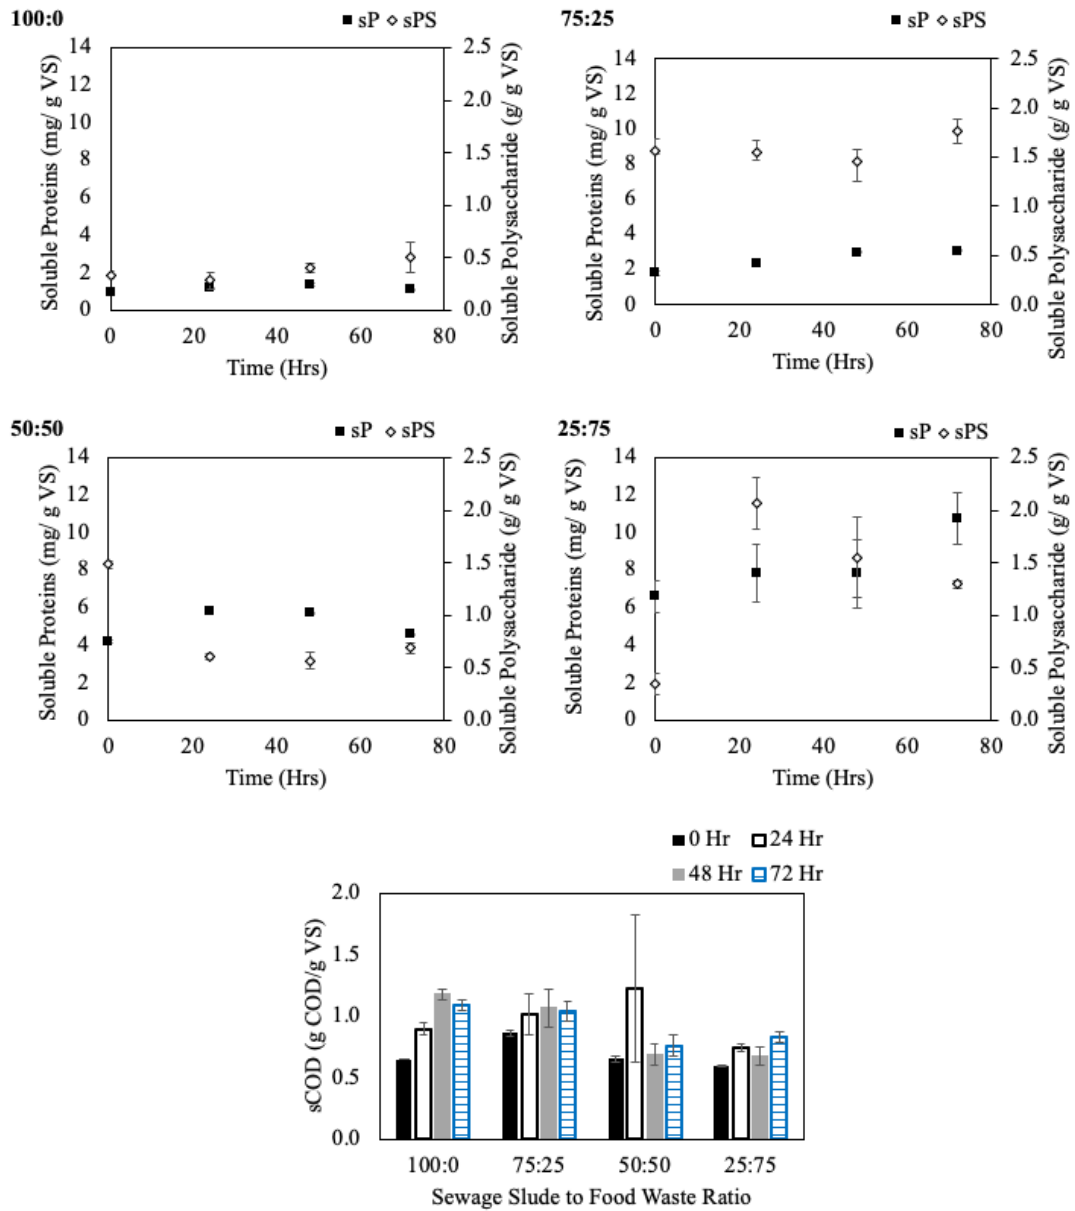 100:0
sP sPS
14
12
10
8
6
4
2
0
2.5
2.0
1.5
1.0
0.5
0.0
0 20 40 60 80
Time (Hrs)
Soluble Proteins (mg/ g VS)
Soluble Polysaccharide (g/ g VS)
75:25
sP sPS
14
12
10
8
6
4
2
0
2.5
2.0
1.5
1.0
0.5
0.0
0 20 40 60 80
Time (Hrs)
Soluble Proteins (mg/ g VS)
Soluble Polysaccharide (g/ g VS)
50:50
sP sPS
14
12
10
8
6
4
2
0
2.5
2.0
1.5
1.0
0.5
0.0
0 20 40 60 80
Time (Hrs)
Soluble Proteins (mg/ g VS)
Soluble Polysaccharide (g/ g VS)
25:75
sP sPS
14
12
10
8
6
4
2
0
2.5
2.0
1.5
1.0
0.5
0.0
0 20 40 60 80
Time (Hrs)
Soluble Proteins (mg/ g VS)
Soluble Polysaccharide (g/ g VS)
0 Hr 24 Hr
48 Hr 72 Hr
2.0
1.5
1.0
0.5
0.0
sCOD (g COD/g VS)
100:0 75:25 50:50 25:75
Sewage Slude to Food Waste Ratio